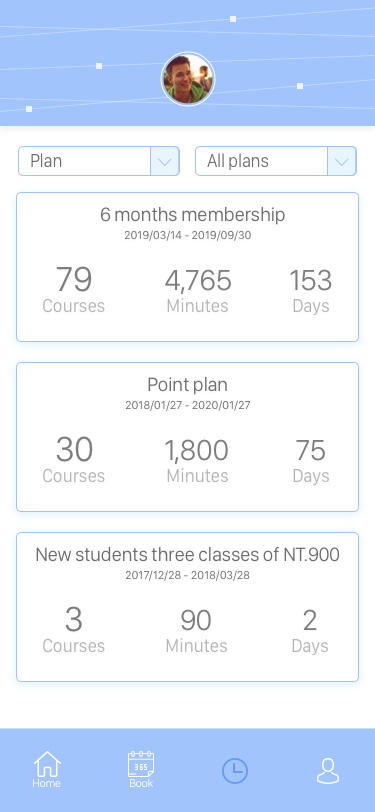 Plan
All plans
6 months membership
2019/03/14 - 2019/09/30
79 4,765 153
Courses Minutes Days
Point plan
2018/01/27 - 2020/01/27
30 1,800 75
Courses Minutes Days
New students three classes of NT.900
2017/12/28 - 2018/03/28
3 90 2
Courses Minutes Days
365
Home Book